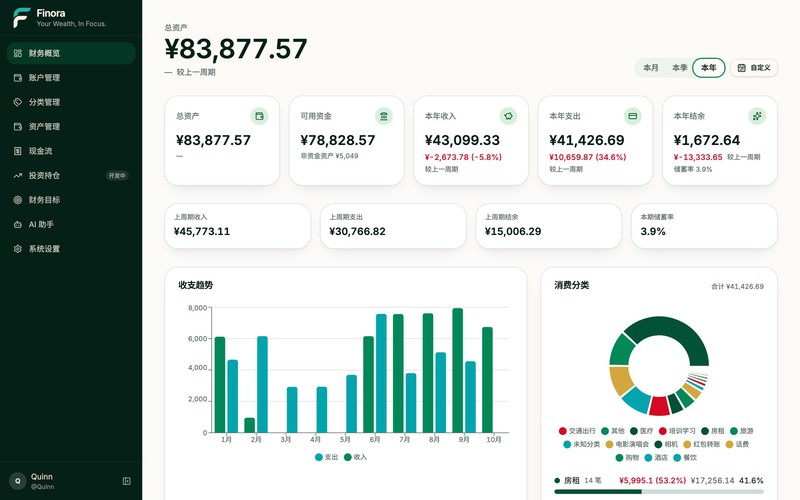 Finora
Your Wealth, In Focus.
财务概览
账户管理
分类管理
资产管理
现金流
投资持仓 开发中
财务目标
AI 助手
系统设置
Q Quinn
@Quinn
总资产
¥83,877.57
— 较上一周期
本月 本季 本年 自定义
总资产
¥83,877.57
—
可用资金
¥78,828.57
非资金资产 ¥5,049
本年收入
¥43,099.33
¥-2,673.78 (-5.8%)
较上一周期
本年支出
¥41,426.69
¥10,659.87 (34.6%)
较上一周期
本年结余
¥1,672.64
¥-13,333.65 较上一周期
储蓄率 3.9%
上周期收入
¥45,773.11
上周期支出
¥30,766.82
上周期结余
¥15,006.29
本期储蓄率
3.9%
收支趋势
8,000
6,000
4,000
2,000
0
1月 2月 3月 4月 5月 6月 7月 8月 9月 10月
支出 收入
消费分类
合计 ¥41,426.69
交通出行 其他 医疗 培训学习 房租 旅游
未知分类 电影演唱会 相机 红包转账 话费
购物 酒店 餐饮
房租 14 笔 ¥5,995.1 (53.2%) ¥17,256.14 41.6%